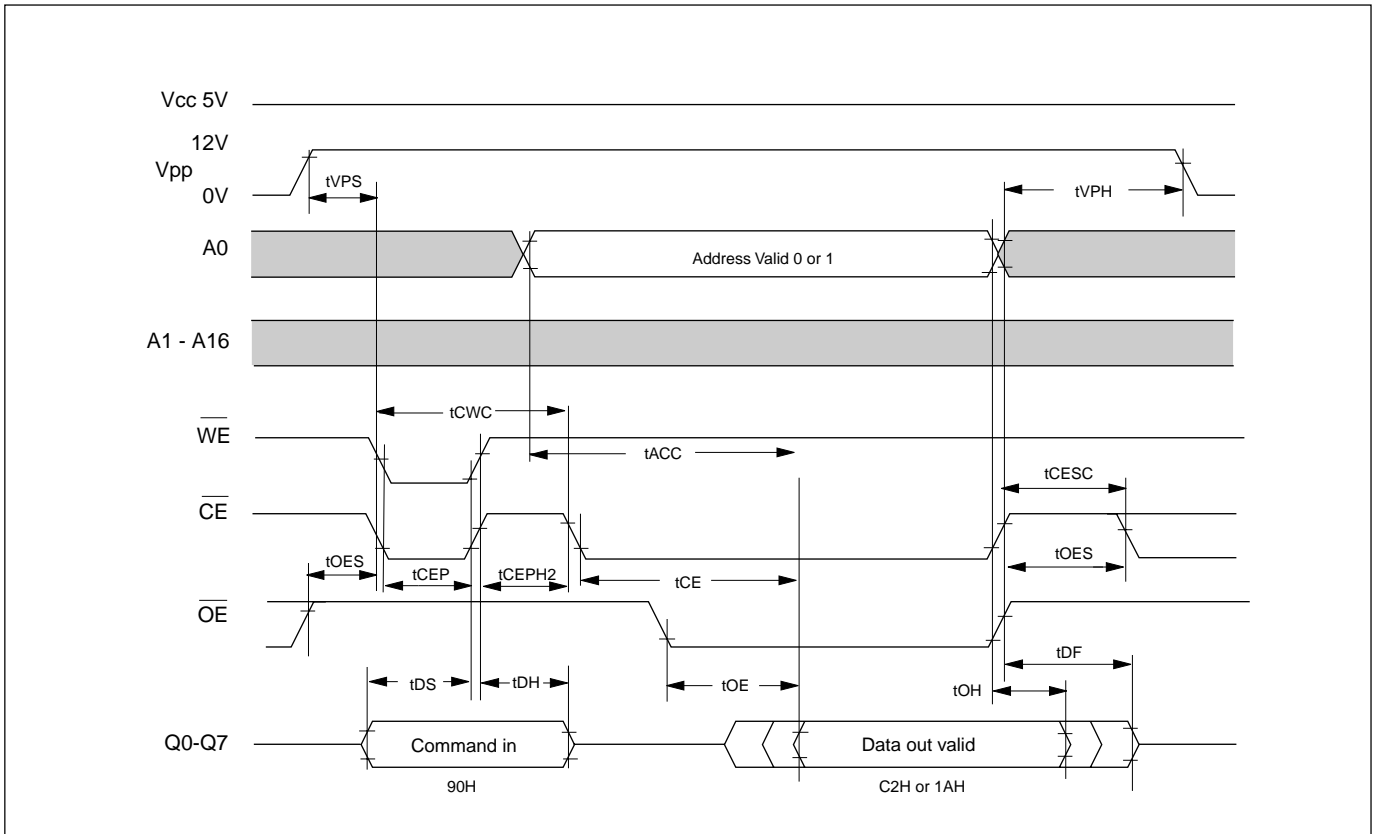 Vcc 5V
12V
Vpp
0V
tVPS
tVPH
A0
Address Valid 0 or 1
A1 - A16
tCWC
WE
tACC
tCESC
CE
tOES
tCEP
tCEPH2
tCE
tOES
OE
tDF
tDS
tDH
tOE
tOH
Q0-Q7
Command in
Data out valid
90H
C2H or 1AH